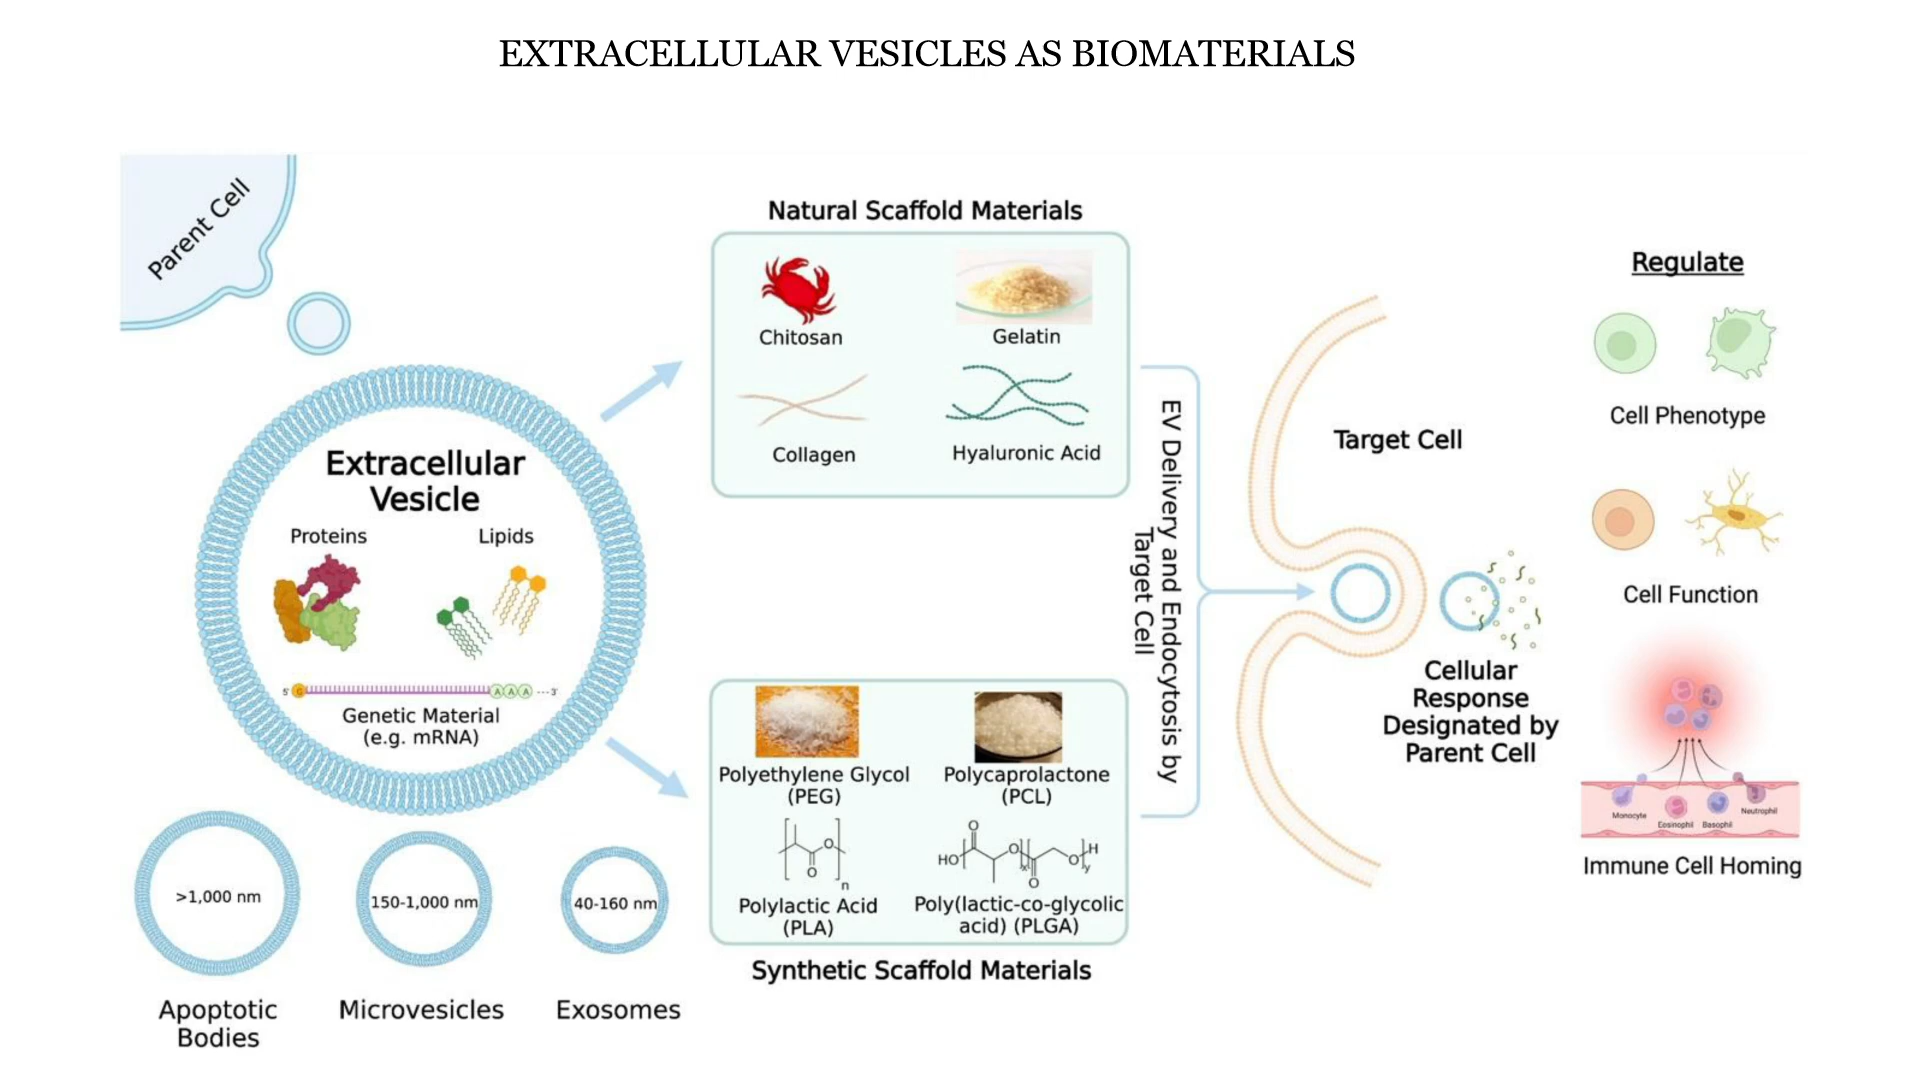 EXTRACELLULAR VESICLES AS BIOMATERIALS
Parent Cell
Extracellular
Vesicle
Proteins
Lipids
5' G A A A ---3'
Genetic Material
(e.g. mRNA)
>1,000 nm
150-1,000 nm
40-160 nm
Apoptotic
Bodies
Microvesicles
Exosomes
Natural Scaffold Materials
Chitosan
Gelatin
Collagen
Hyaluronic Acid
Polyethylene Glycol
(PEG)
Polycaprolactone
(PCL)
O
O
n
Polylactic Acid
(PLA)
O
HO
O
x
O
O
H
y
Poly(lactic-co-glycolic
acid) (PLGA)
Synthetic Scaffold Materials
EV Delivery and Endocytosis by
Target Cell
Target Cell
Cellular
Response
Designated by
Parent Cell
Regulate
Cell Phenotype
Cell Function
Monocyte
Eosinophil
Basophil
Neutrophil
Immune Cell Homing